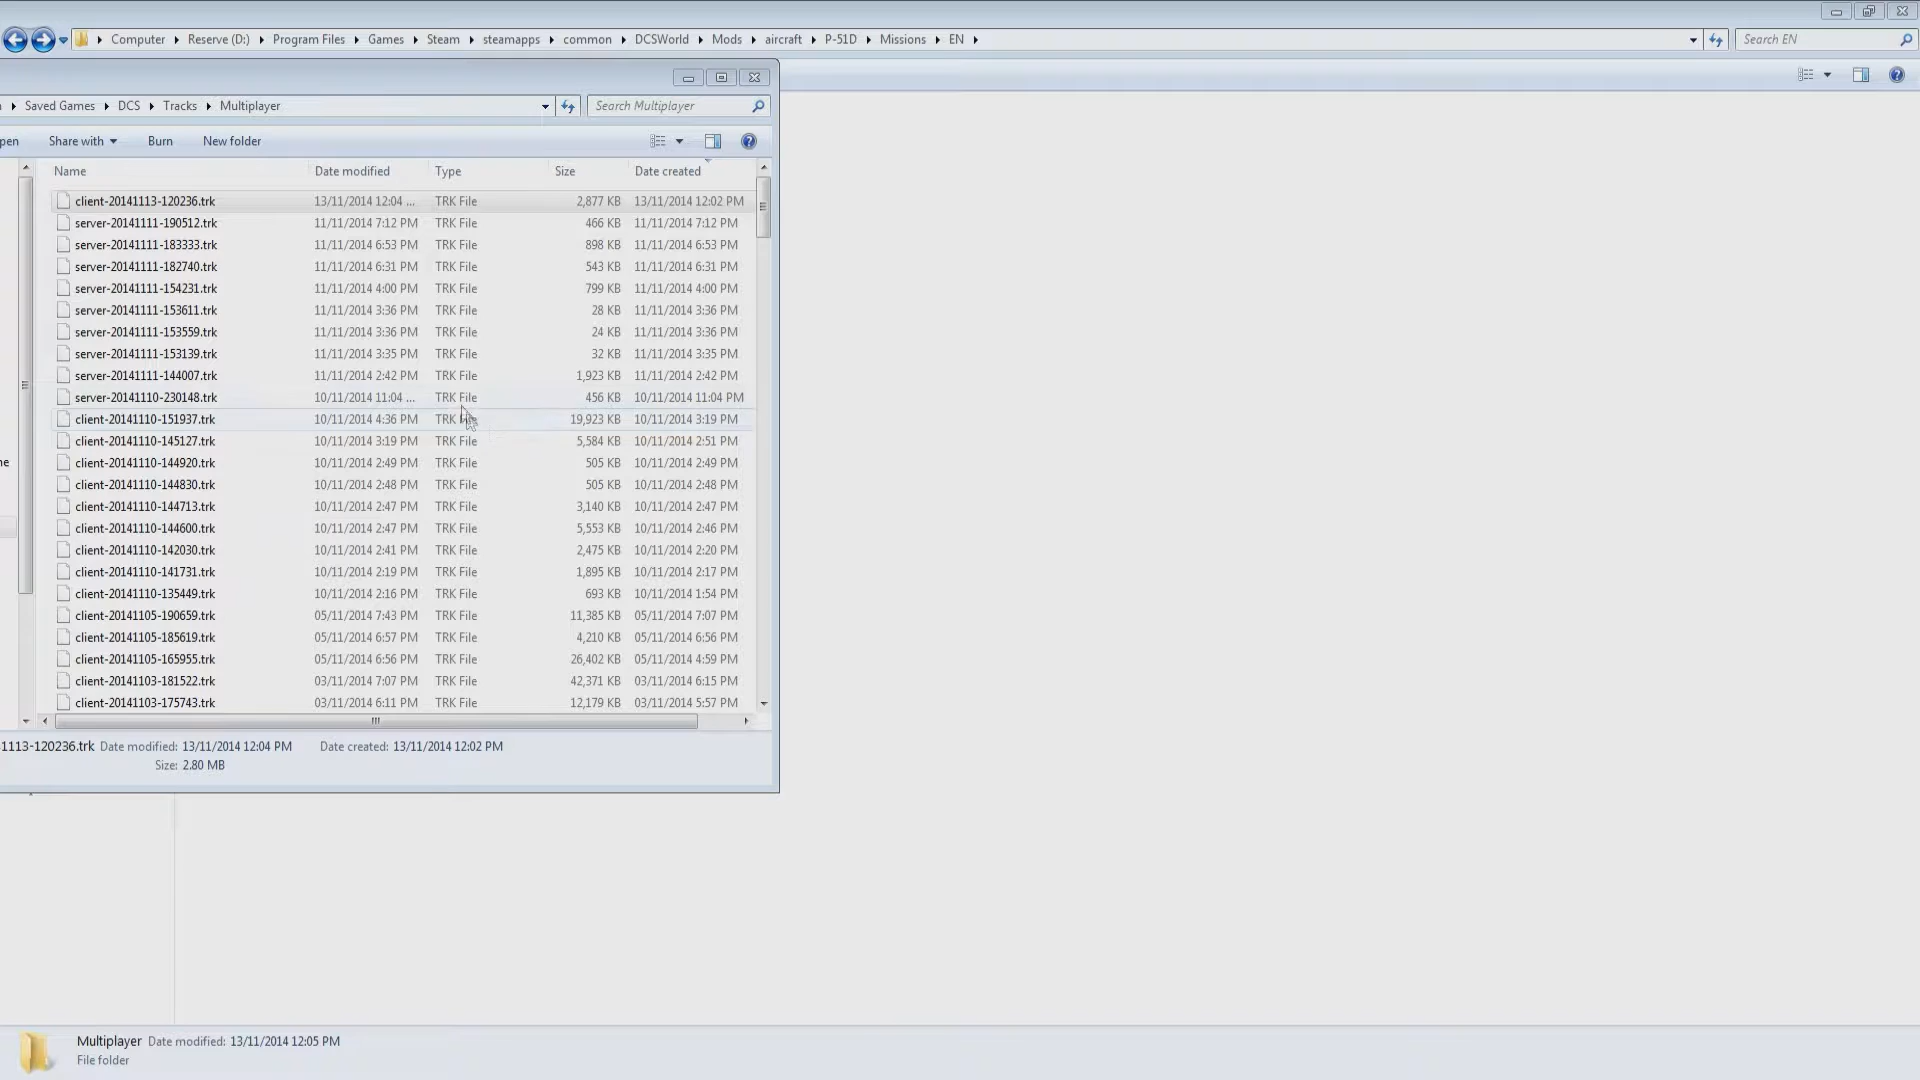 Computer Reserve (D:) Program Files Games Steam steamapps common DCSWorld Mods aircraft P-51D Missions EN Search EN
Saved Games DCS Tracks Multiplayer Search Multiplayer
pen Share with Burn New folder
Name Date modified Type Size Date created
client-20141113-120236.trk 13/11/2014 12:04 ... TRK File 2,877 KB 13/11/2014 12:02 PM
server-20141111-190512.trk 11/11/2014 7:12 PM TRK File 466 KB 11/11/2014 7:12 PM
server-20141111-183333.trk 11/11/2014 6:53 PM TRK File 898 KB 11/11/2014 6:53 PM
server-20141111-182740.trk 11/11/2014 6:31 PM TRK File 543 KB 11/11/2014 6:31 PM
server-20141111-154231.trk 11/11/2014 4:00 PM TRK File 799 KB 11/11/2014 4:00 PM
server-20141111-153611.trk 11/11/2014 3:36 PM TRK File 28 KB 11/11/2014 3:36 PM
server-20141111-153559.trk 11/11/2014 3:36 PM TRK File 24 KB 11/11/2014 3:36 PM
server-20141111-153139.trk 11/11/2014 3:35 PM TRK File 32 KB 11/11/2014 3:35 PM
server-20141111-144007.trk 11/11/2014 2:42 PM TRK File 1,923 KB 11/11/2014 2:42 PM
server-20141110-230148.trk 10/11/2014 11:04 ... TRK File 456 KB 10/11/2014 11:04 PM
client-20141110-151937.trk 10/11/2014 4:36 PM TRK File 19,923 KB 10/11/2014 3:19 PM
client-20141110-145127.trk 10/11/2014 3:19 PM TRK File 5,584 KB 10/11/2014 2:51 PM
client-20141110-144920.trk 10/11/2014 2:49 PM TRK File 505 KB 10/11/2014 2:49 PM
client-20141110-144830.trk 10/11/2014 2:48 PM TRK File 505 KB 10/11/2014 2:48 PM
client-20141110-144713.trk 10/11/2014 2:47 PM TRK File 3,140 KB 10/11/2014 2:47 PM
client-20141110-144600.trk 10/11/2014 2:47 PM TRK File 5,553 KB 10/11/2014 2:46 PM
client-20141110-142030.trk 10/11/2014 2:41 PM TRK File 2,475 KB 10/11/2014 2:20 PM
client-20141110-141731.trk 10/11/2014 2:19 PM TRK File 1,895 KB 10/11/2014 2:17 PM
client-20141110-135449.trk 10/11/2014 2:16 PM TRK File 693 KB 10/11/2014 1:54 PM
client-20141105-190659.trk 05/11/2014 7:43 PM TRK File 11,385 KB 05/11/2014 7:07 PM
client-20141105-185619.trk 05/11/2014 6:57 PM TRK File 4,210 KB 05/11/2014 6:56 PM
client-20141105-165955.trk 05/11/2014 6:56 PM TRK File 26,402 KB 05/11/2014 4:59 PM
client-20141103-181522.trk 03/11/2014 7:07 PM TRK File 42,371 KB 03/11/2014 6:15 PM
client-20141103-175743.trk 03/11/2014 6:11 PM TRK File 12,179 KB 03/11/2014 5:57 PM
1113-120236.trk Date modified: 13/11/2014 12:04 PM Date created: 13/11/2014 12:02 PM
Size: 2.80 MB
Multiplayer Date modified: 13/11/2014 12:05 PM
File folder